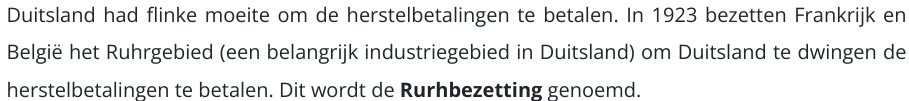 Duitsland had flinke moeite om de herstelbetalingen te betalen. In 1923 bezetten Frankrijk en
België het Ruhrgebied (een belangrijk industriegebied in Duitsland) om Duitsland te dwingen de
herstelbetalingen te betalen. Dit wordt de Rurhbezetting genoemd.